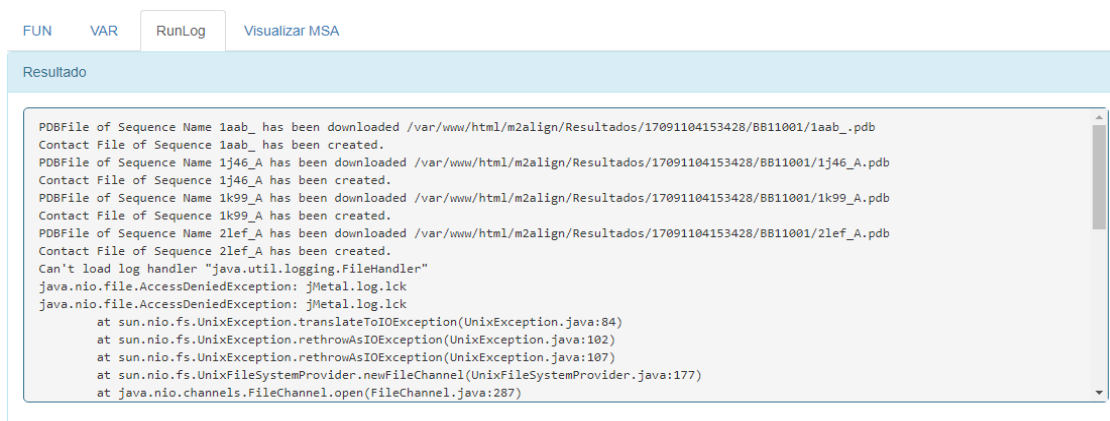 FUN VAR RunLog Visualizar MSA
Resultado
PDBFile of Sequence Name 1aab_ has been downloaded /var/www/html/m2align/Resultados/17091104153428/BB11001/1aab_.pdb
Contact File of Sequence 1aab_ has been created.
PDBFile of Sequence Name 1j46_A has been downloaded /var/www/html/m2align/Resultados/17091104153428/BB11001/1j46_A.pdb
Contact File of Sequence 1j46_A has been created.
PDBFile of Sequence Name 1k99_A has been downloaded /var/www/html/m2align/Resultados/17091104153428/BB11001/1k99_A.pdb
Contact File of Sequence 1k99_A has been created.
PDBFile of Sequence Name 2lef_A has been downloaded /var/www/html/m2align/Resultados/17091104153428/BB11001/2lef_A.pdb
Contact File of Sequence 2lef_A has been created.
Can't load log handler "java.util.logging.FileHandler"
java.nio.file.AccessDeniedException: jMetal.log.lck
java.nio.file.AccessDeniedException: jMetal.log.lck
at sun.nio.fs.UnixException.translateToIOException(UnixException.java:84)
at sun.nio.fs.UnixException.rethrowAsIOException(UnixException.java:102)
at sun.nio.fs.UnixException.rethrowAsIOException(UnixException.java:107)
at sun.nio.fs.UnixFileSystemProvider.newFileChannel(UnixFileSystemProvider.java:177)
at java.nio.channels.FileChannel.open(FileChannel.java:287)